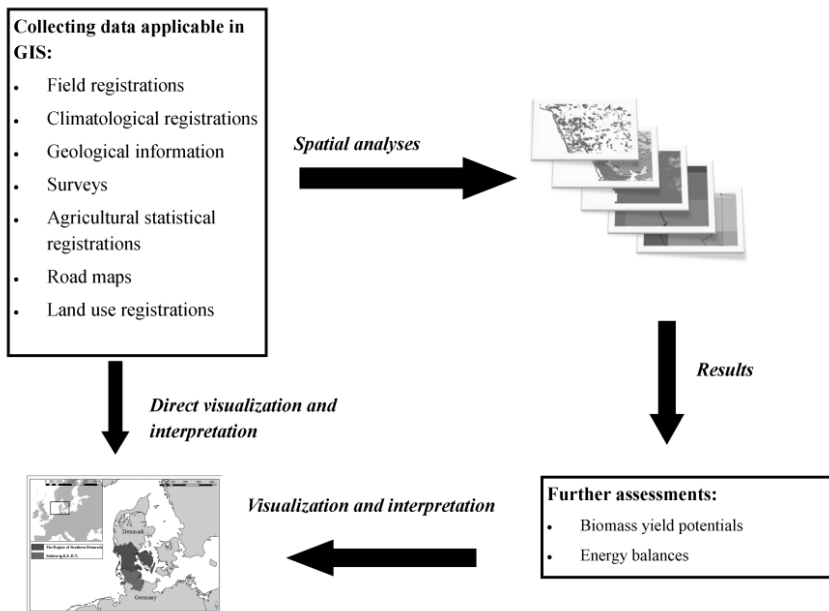 Collecting data applicable in
GIS:
• Field registrations
• Climatological registrations
• Geological information
• Surveys
• Agricultural statistical
registrations
• Road maps
• Land use registrations
Spatial analyses
Results
Direct visualization and
interpretation
Visualization and interpretation
Further assessments:
• Biomass yield potentials
• Energy balances
Denmark
The Region of Southern Denmark
Germany